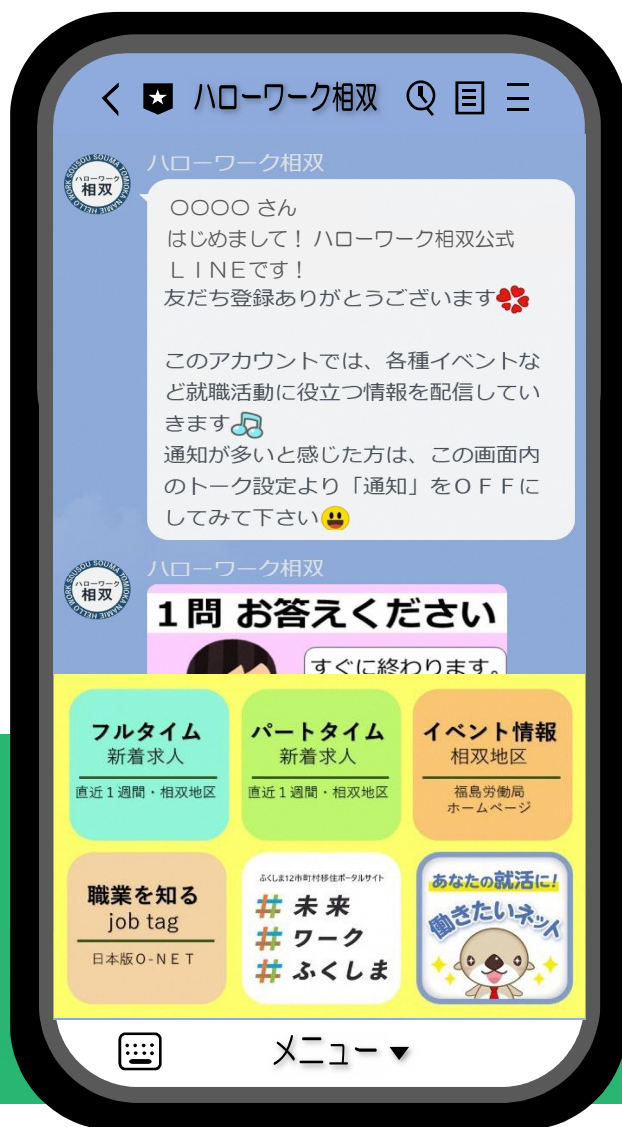 ハローワーク相双
ハローワーク相双
ハローワーク
相双
〇〇〇〇 さん
はじめまして！ ハローワーク相双公式
ＬＩＮＥです！
友だち登録ありがとうございます
このアカウントでは、各種イベントな
ど就職活動に役立つ情報を配信してい
きます
通知が多いと感じた方は、この画面内
のトーク設定より「通知」をＯＦＦに
してみて下さい
ハローワーク相双
ハローワーク
相双
１問 お答えください
すぐに終わります。
フルタイム
新着求人
直近１週間・相双地区
パートタイム
新着求人
直近１週間・相双地区
イベント情報
相双地区
福島労働局
ホームページ
職業を知る
job tag
日本版O-NET
ふくしま12市町村移住ポータルサイト
# 未来
# ワーク
# ふくしま
あなたの就活に!
働きたいネット
メニュー ▼